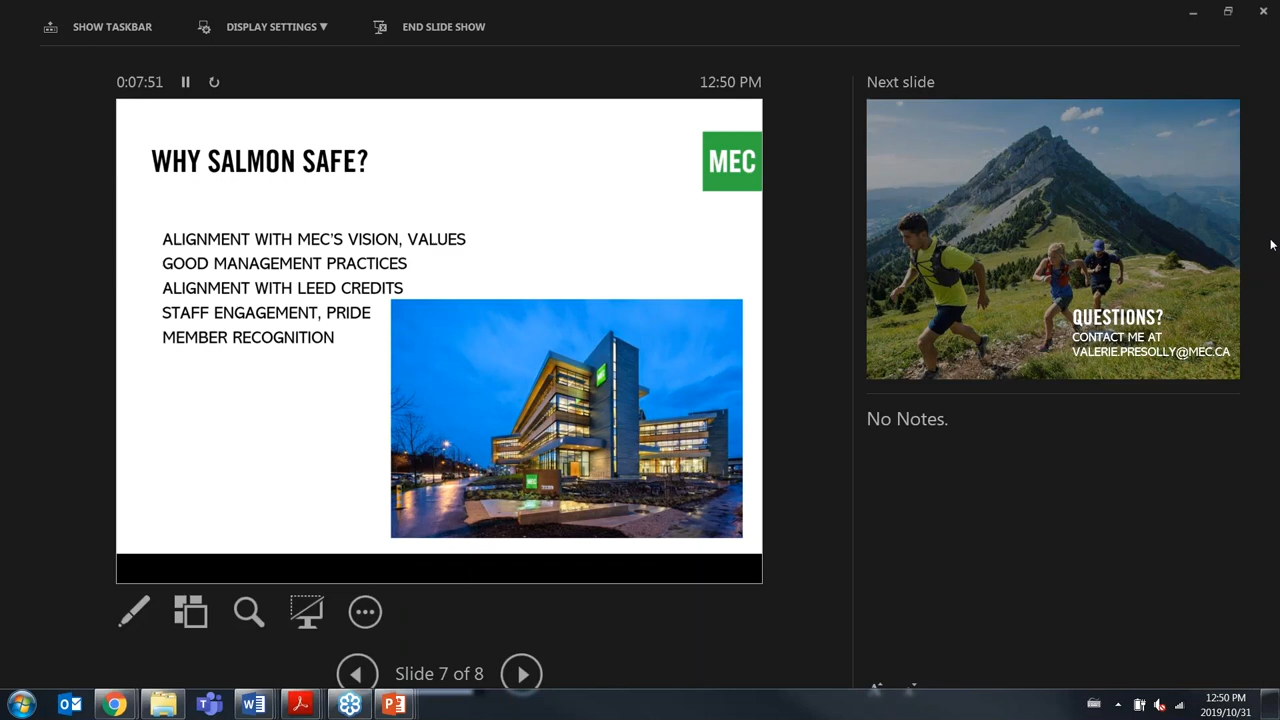 SHOW TASKBAR
DISPLAY SETTINGS ▼
END SLIDE SHOW
0:07:51
12:50 PM
WHY SALMON SAFE?
MEC
ALIGNMENT WITH MEC'S VISION, VALUES
GOOD MANAGEMENT PRACTICES
ALIGNMENT WITH LEED CREDITS
STAFF ENGAGEMENT, PRIDE
MEMBER RECOGNITION
MEC
Slide 7 of 8
Next slide
QUESTIONS?
CONTACT ME AT
VALERIE.PRESOLLY@MEC.CA
No Notes.
12:50 PM
2019/10/31